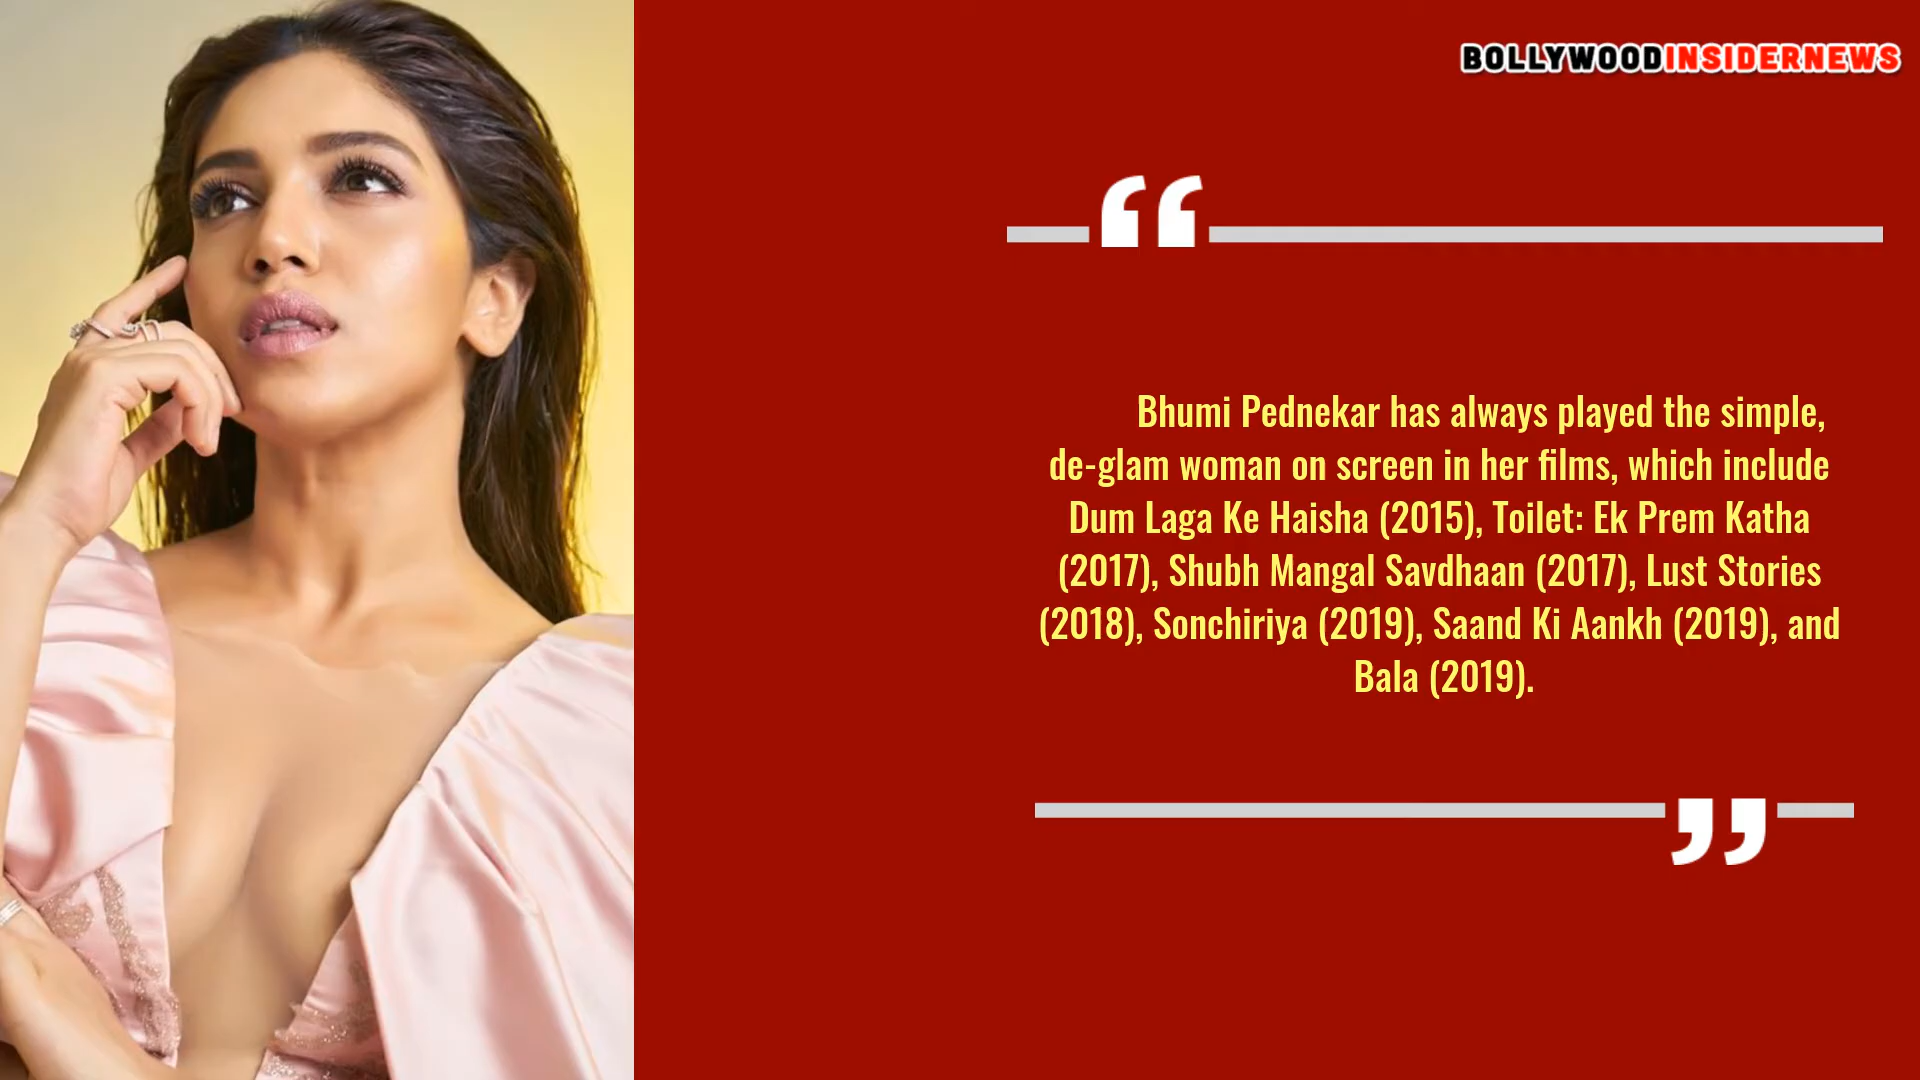 BOLLYWOODINSIDERNEWS
“
Bhumi Pednekar has always played the simple,
de-glam woman on screen in her films, which include
Dum Laga Ke Haisha (2015), Toilet: Ek Prem Katha
(2017), Shubh Mangal Savdhaan (2017), Lust Stories
(2018), Sonchiriya (2019), Saand Ki Aankh (2019), and
Bala (2019).
”